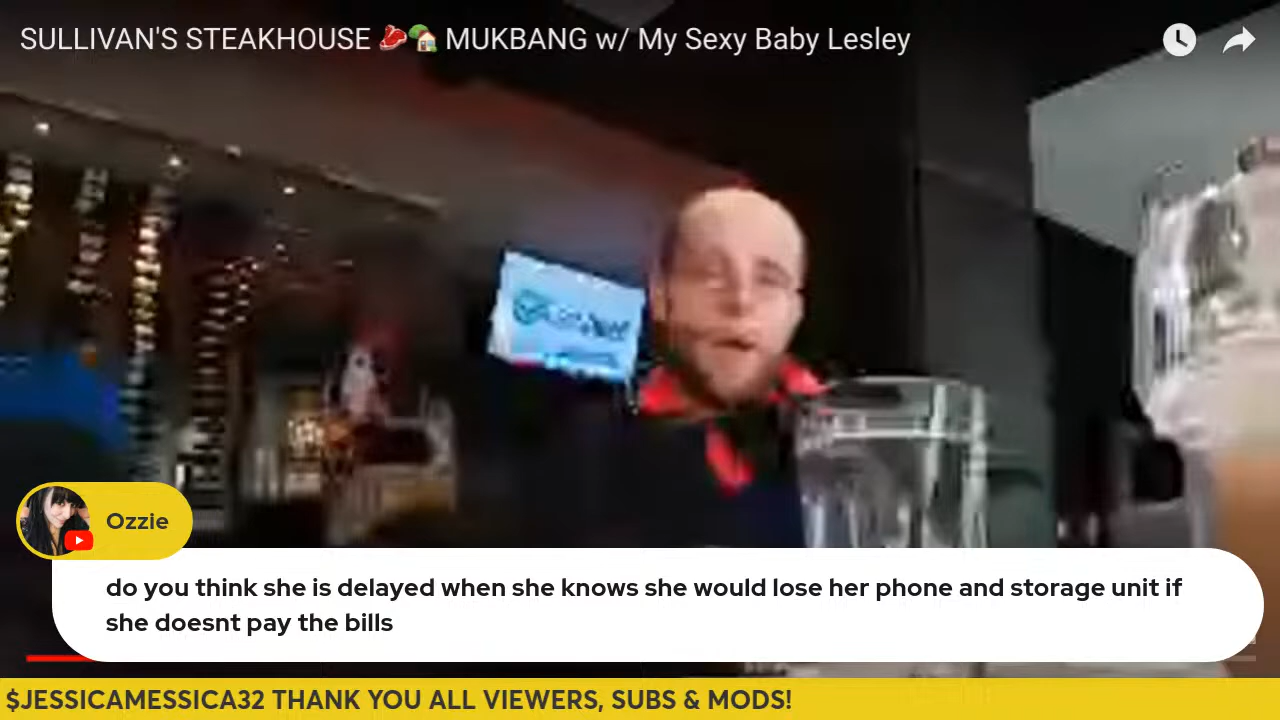 SULLIVAN'S STEAKHOUSE 🥩🏡 MUKBANG w/ My Sexy Baby Lesley
Ozzie
do you think she is delayed when she knows she would lose her phone and storage unit if
she doesnt pay the bills
$JESSICAMESSICA32 THANK YOU ALL VIEWERS, SUBS & MODS!